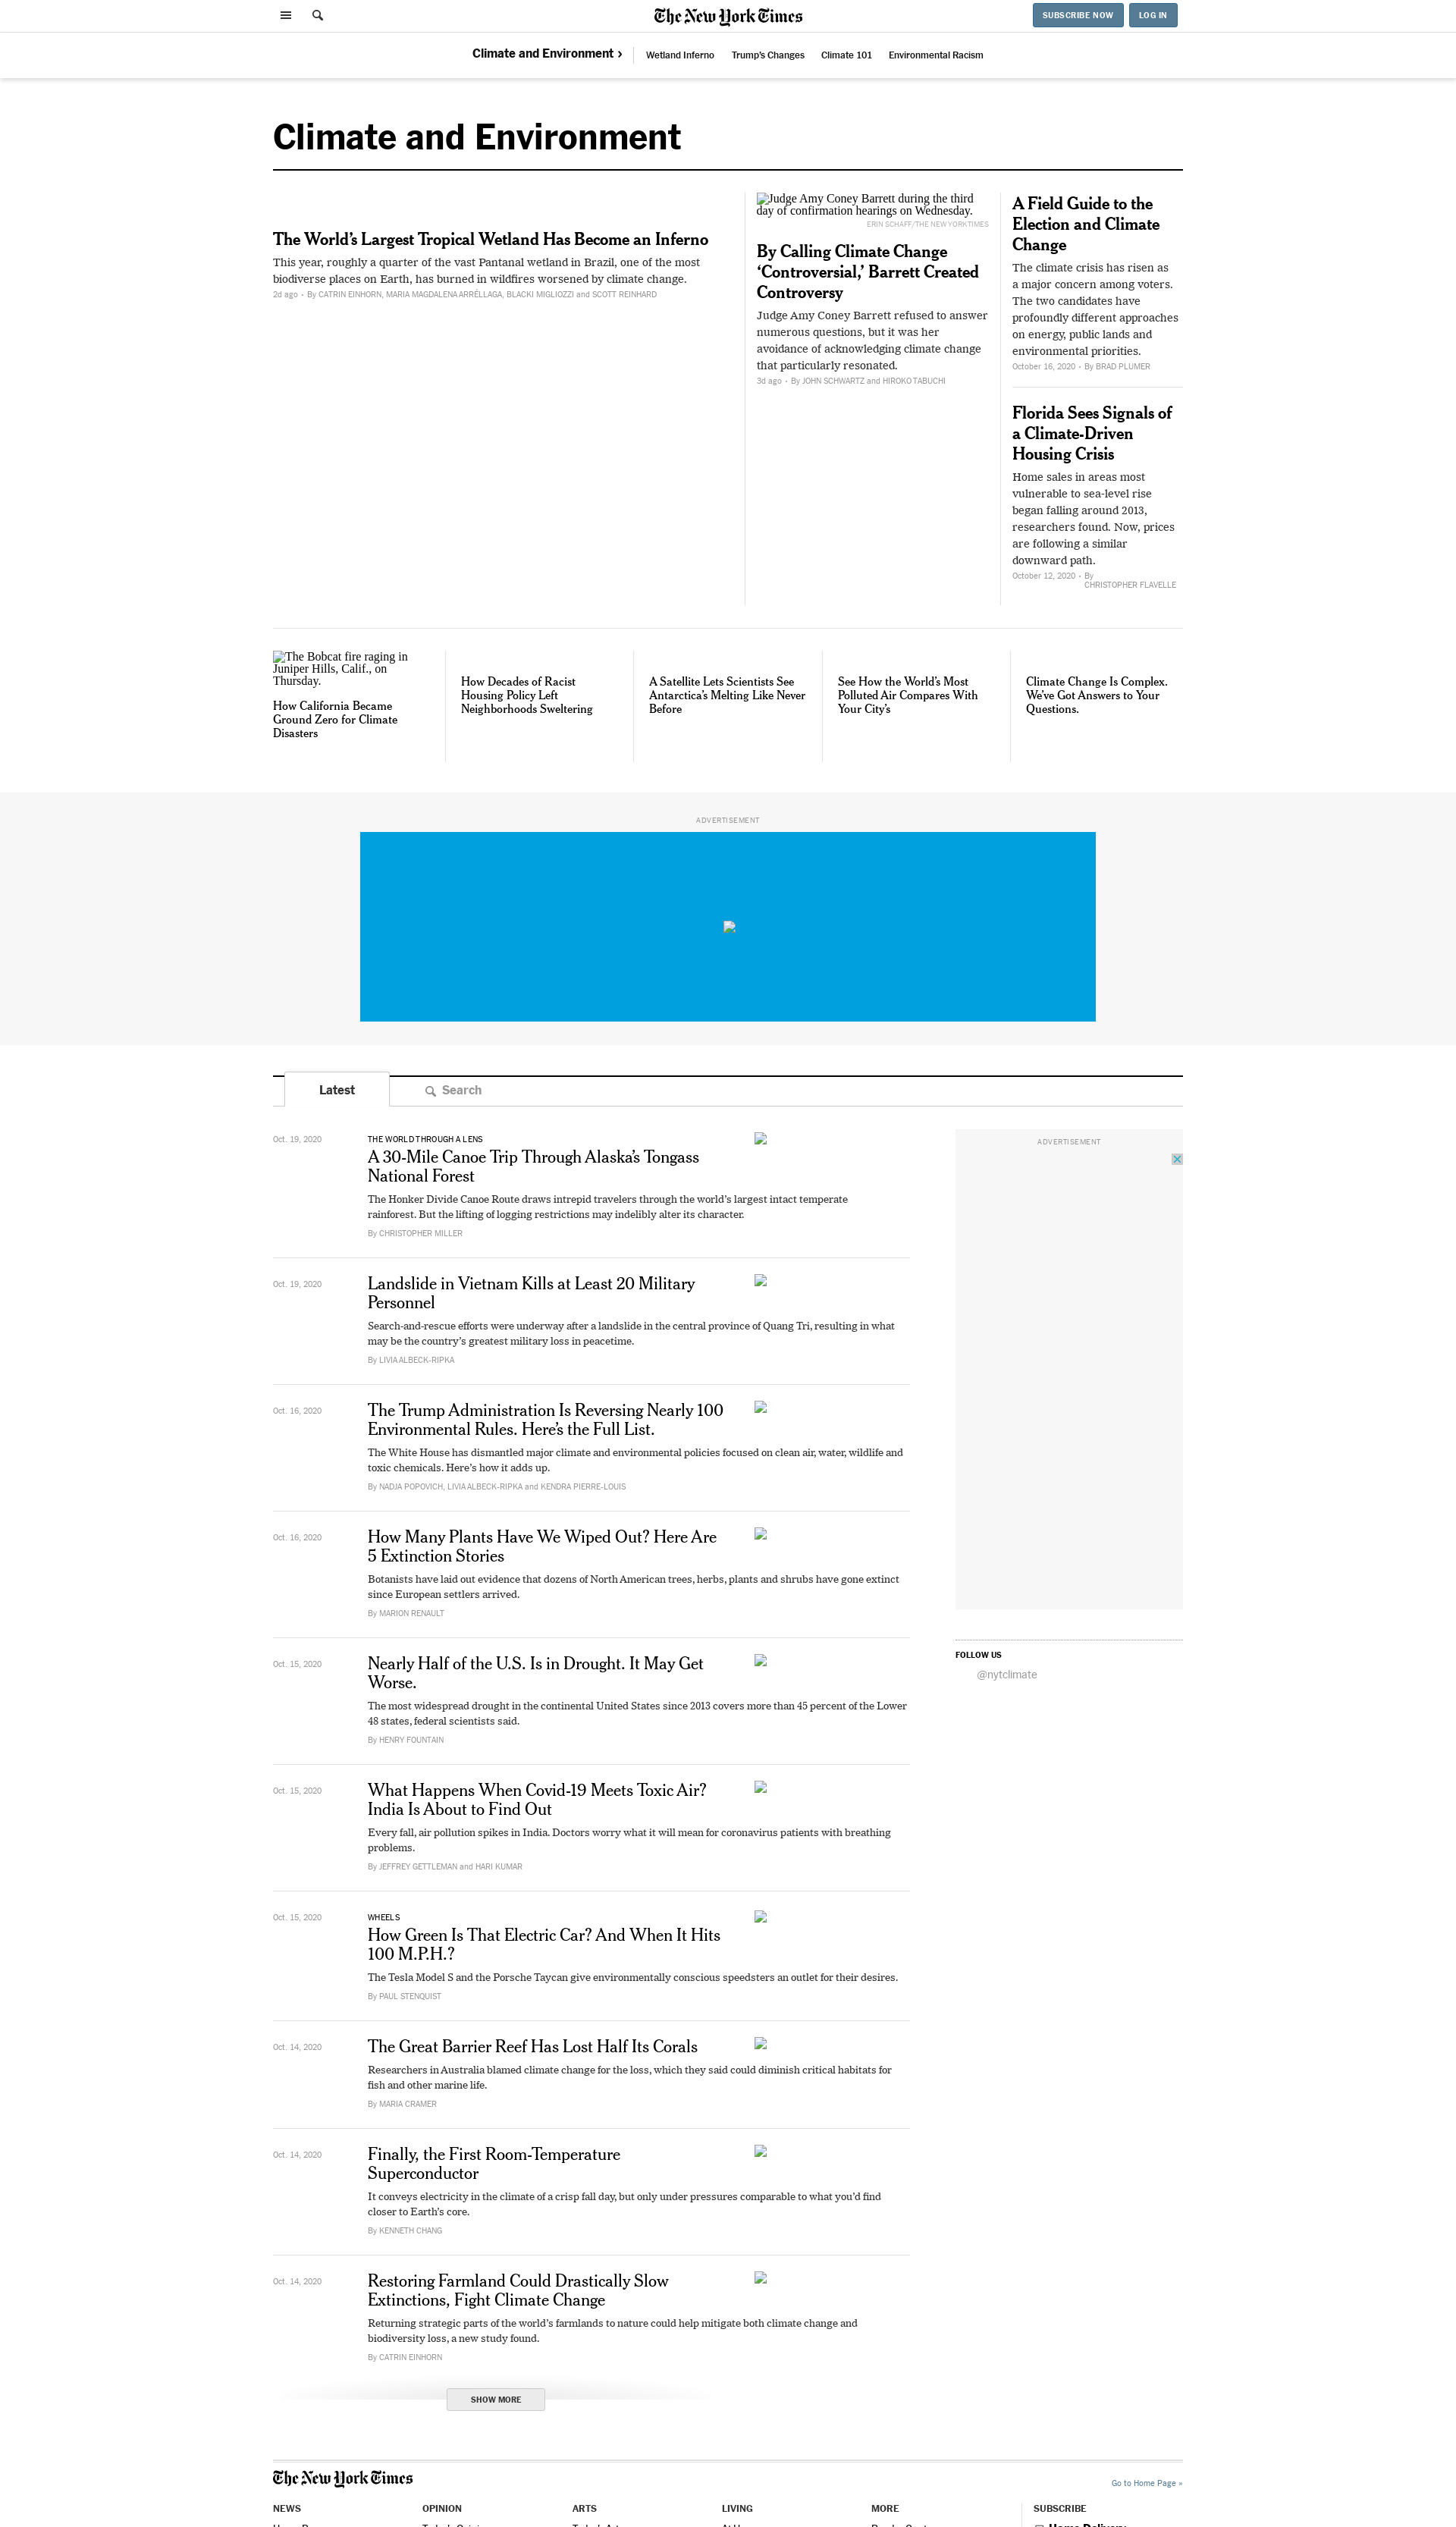 The New York Times
SUBSCRIBE NOW
LOG IN
Climate and Environment ›
Wetland Inferno
Trump's Changes
Climate 101
Environmental Racism
Climate and Environment
The World's Largest Tropical Wetland Has Become an Inferno
This year, roughly a quarter of the vast Pantanal wetland in Brazil, one of the most
biodiverse places on Earth, has burned in wildfires worsened by climate change.
2d ago • By CATRIN EINHORN, MARIA MAGDALENA ARRÉLLAGA, BLACKI MIGLIOZZI and SCOTT REINHARD
Judge Amy Coney Barrett during the third
day of confirmation hearings on Wednesday.
ERIN SCHAFF/THE NEW YORK TIMES
By Calling Climate Change
‘Controversial,’ Barrett Created
Controversy
Judge Amy Coney Barrett refused to answer
numerous questions, but it was her
avoidance of acknowledging climate change
that particularly resonated.
3d ago • By JOHN SCHWARTZ and HIROKO TABUCHI
A Field Guide to the
Election and Climate
Change
The climate crisis has risen as
a major concern among voters.
The two candidates have
profoundly different approaches
on energy, public lands and
environmental priorities.
October 16, 2020 • By BRAD PLUMER
Florida Sees Signals of
a Climate-Driven
Housing Crisis
Home sales in areas most
vulnerable to sea-level rise
began falling around 2013,
researchers found. Now, prices
are following a similar
downward path.
October 12, 2020 • By
CHRISTOPHER FLAVELLE
The Bobcat fire raging in
Juniper Hills, Calif., on
Thursday.
How California Became
Ground Zero for Climate
Disasters
How Decades of Racist
Housing Policy Left
Neighborhoods Sweltering
A Satellite Lets Scientists See
Antarctica's Melting Like Never
Before
See How the World's Most
Polluted Air Compares With
Your City's
Climate Change Is Complex.
We've Got Answers to Your
Questions.
ADVERTISEMENT
Latest
Search
Oct. 19, 2020
THE WORLD THROUGH A LENS
A 30-Mile Canoe Trip Through Alaska's Tongass
National Forest
The Honker Divide Canoe Route draws intrepid travelers through the world's largest intact temperate
rainforest. But the lifting of logging restrictions may indelibly alter its character.
By CHRISTOPHER MILLER
ADVERTISEMENT
Oct. 19, 2020
Landslide in Vietnam Kills at Least 20 Military
Personnel
Search-and-rescue efforts were underway after a landslide in the central province of Quang Tri, resulting in what
may be the country's greatest military loss in peacetime.
By LIVIA ALBECK-RIPKA
Oct. 16, 2020
The Trump Administration Is Reversing Nearly 100
Environmental Rules. Here's the Full List.
The White House has dismantled major climate and environmental policies focused on clean air, water, wildlife and
toxic chemicals. Here's how it adds up.
By NADJA POPOVICH, LIVIA ALBECK-RIPKA and KENDRA PIERRE-LOUIS
Oct. 16, 2020
How Many Plants Have We Wiped Out? Here Are
5 Extinction Stories
Botanists have laid out evidence that dozens of North American trees, herbs, plants and shrubs have gone extinct
since European settlers arrived.
By MARION RENAULT
FOLLOW US
@nytclimate
Oct. 15, 2020
Nearly Half of the U.S. Is in Drought. It May Get
Worse.
The most widespread drought in the continental United States since 2013 covers more than 45 percent of the Lower
48 states, federal scientists said.
By HENRY FOUNTAIN
Oct. 15, 2020
What Happens When Covid-19 Meets Toxic Air?
India Is About to Find Out
Every fall, air pollution spikes in India. Doctors worry what it will mean for coronavirus patients with breathing
problems.
By JEFFREY GETTLEMAN and HARI KUMAR
Oct. 15, 2020
WHEELS
How Green Is That Electric Car? And When It Hits
100 M.P.H.?
The Tesla Model S and the Porsche Taycan give environmentally conscious speedsters an outlet for their desires.
By PAUL STENQUIST
Oct. 14, 2020
The Great Barrier Reef Has Lost Half Its Corals
Researchers in Australia blamed climate change for the loss, which they said could diminish critical habitats for
fish and other marine life.
By MARIA CRAMER
Oct. 14, 2020
Finally, the First Room-Temperature
Superconductor
It conveys electricity in the climate of a crisp fall day, but only under pressures comparable to what you'd find
closer to Earth's core.
By KENNETH CHANG
Oct. 14, 2020
Restoring Farmland Could Drastically Slow
Extinctions, Fight Climate Change
Returning strategic parts of the world's farmlands to nature could help mitigate both climate change and
biodiversity loss, a new study found.
By CATRIN EINHORN
SHOW MORE
The New York Times
Go to Home Page »
NEWS
OPINION
ARTS
LIVING
MORE
SUBSCRIBE